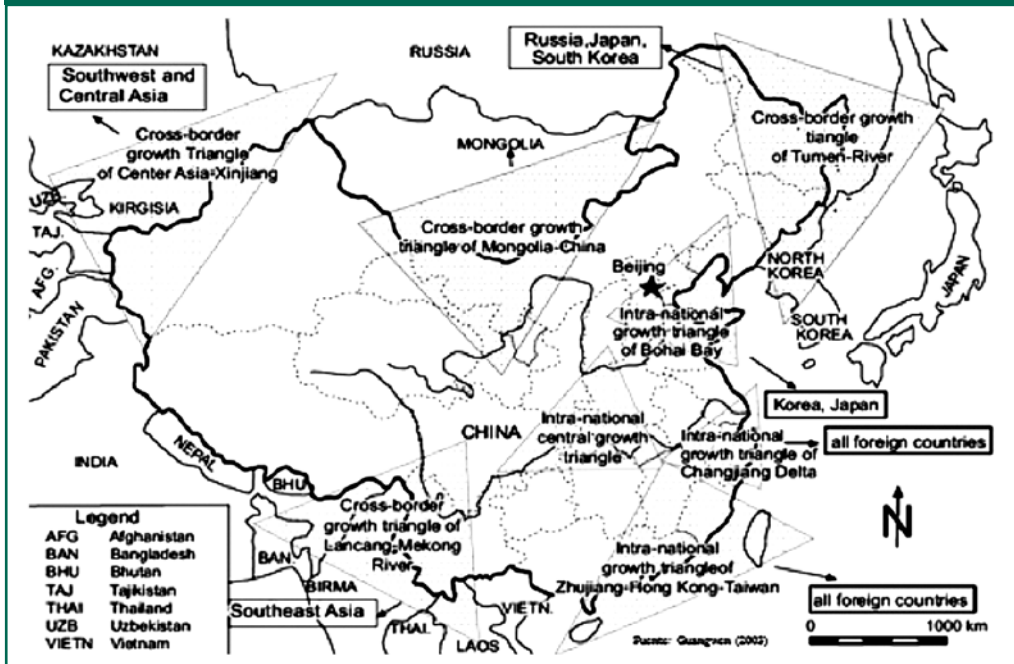 KAZAKHSTAN
RUSSIA
Russia,Japan,
South Korea
Southwest and
Central Asia
Cross-border
growth Triangle
of Center Asia-Xinjiang
MONGOLIA
Cross-border growth
tiangle
of Tumen-River
UZB.
KIRGISIA
TAJ.
AFG.
PAKISTAN
Cross-border growth
triangle of Mongolia-China
Beijing
NORTH
KOREA
JAPAN
Intra-national
growth triangle
of Bohai Bay
SOUTH
KOREA
Korea, Japan
CHINA
Intra-national
central growth
triangle
Intra-national
growth triangle of
Changjiang Delta
all foreign countries
INDIA
NEPAL
BHU
Cross-border
growth triangle of
Lancang-Mekong
River
N
Legend
AFG Afghanistan
BAN Bangladesh
BHU Bhutan
TAJ Tajikistan
THAI Thailand
UZB Uzbekistan
VIETN Vietnam
BAN.
BIRMA
Intra-national
growth triangleof
Zhujiang-Hong Kong-Taiwan
Southeast Asia
VIETN.
THAI.
LAOS
all foreign countries
0 1000 km
Fuente: Guangwen (2003)